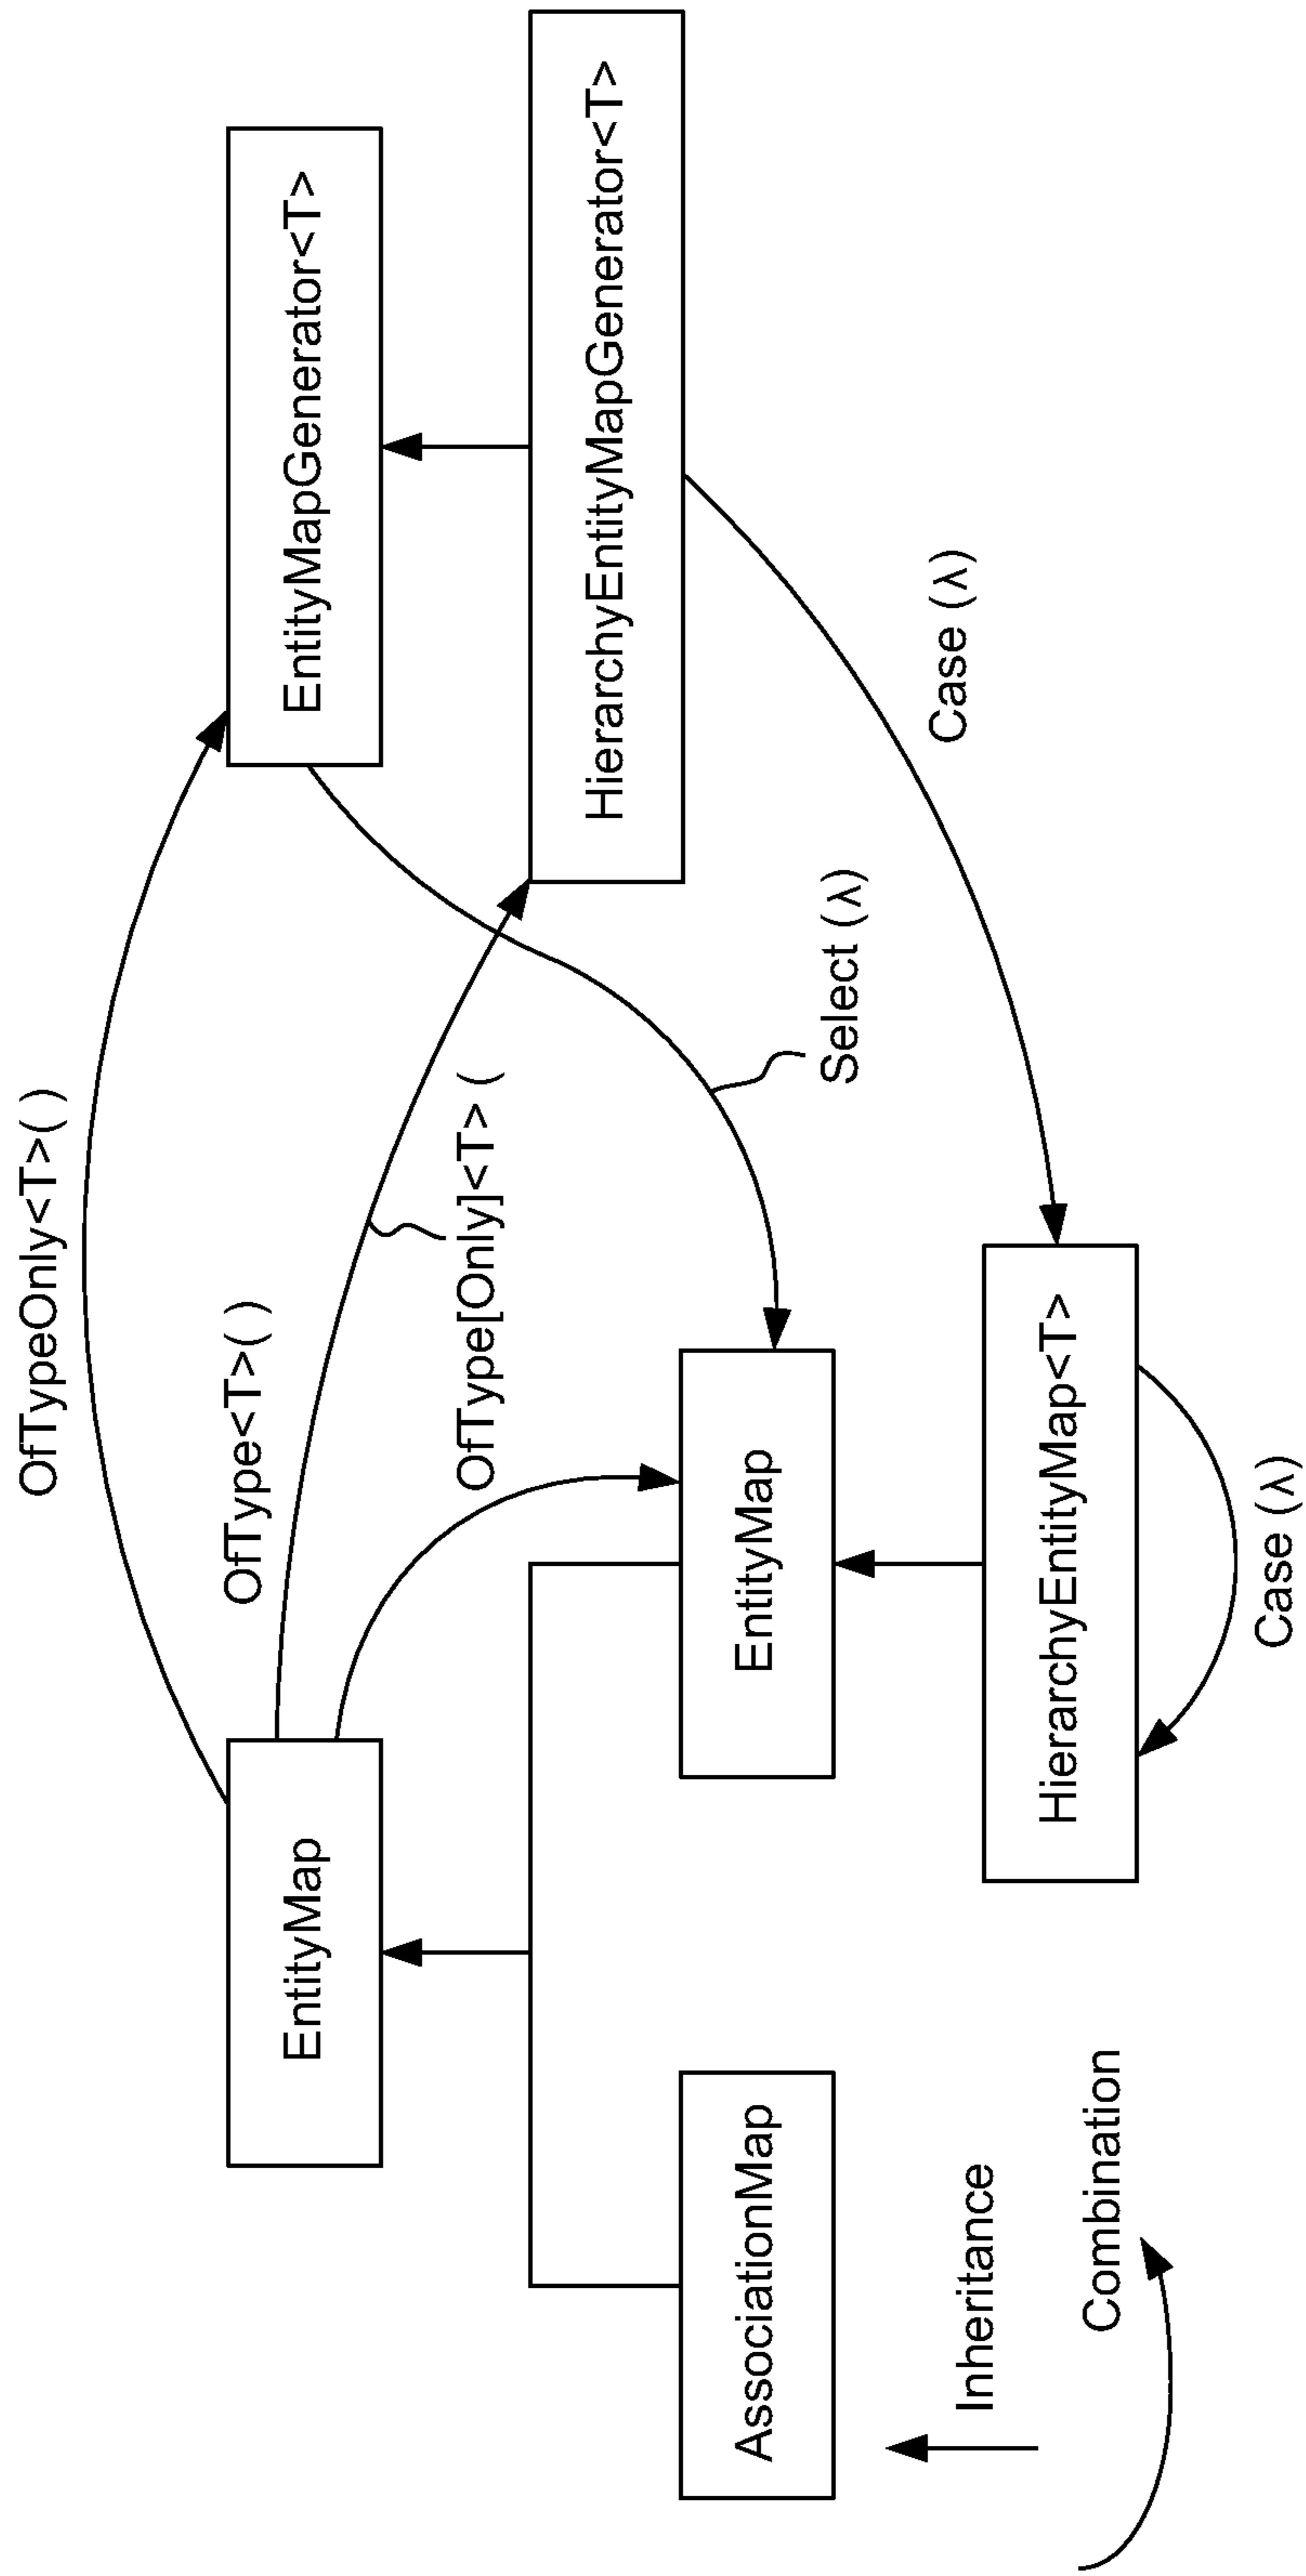 OfTypeOnly<T>( )
OfType<T>( )
EntityMap
EntityMapGenerator<T>
OfType[Only]<T> (
HierarchyEntityMapGenerator<T>
AssociationMap
EntityMap
Select (λ)
Inheritance
Case (λ)
HierarchyEntityMap<T>
Combination
Case (λ)